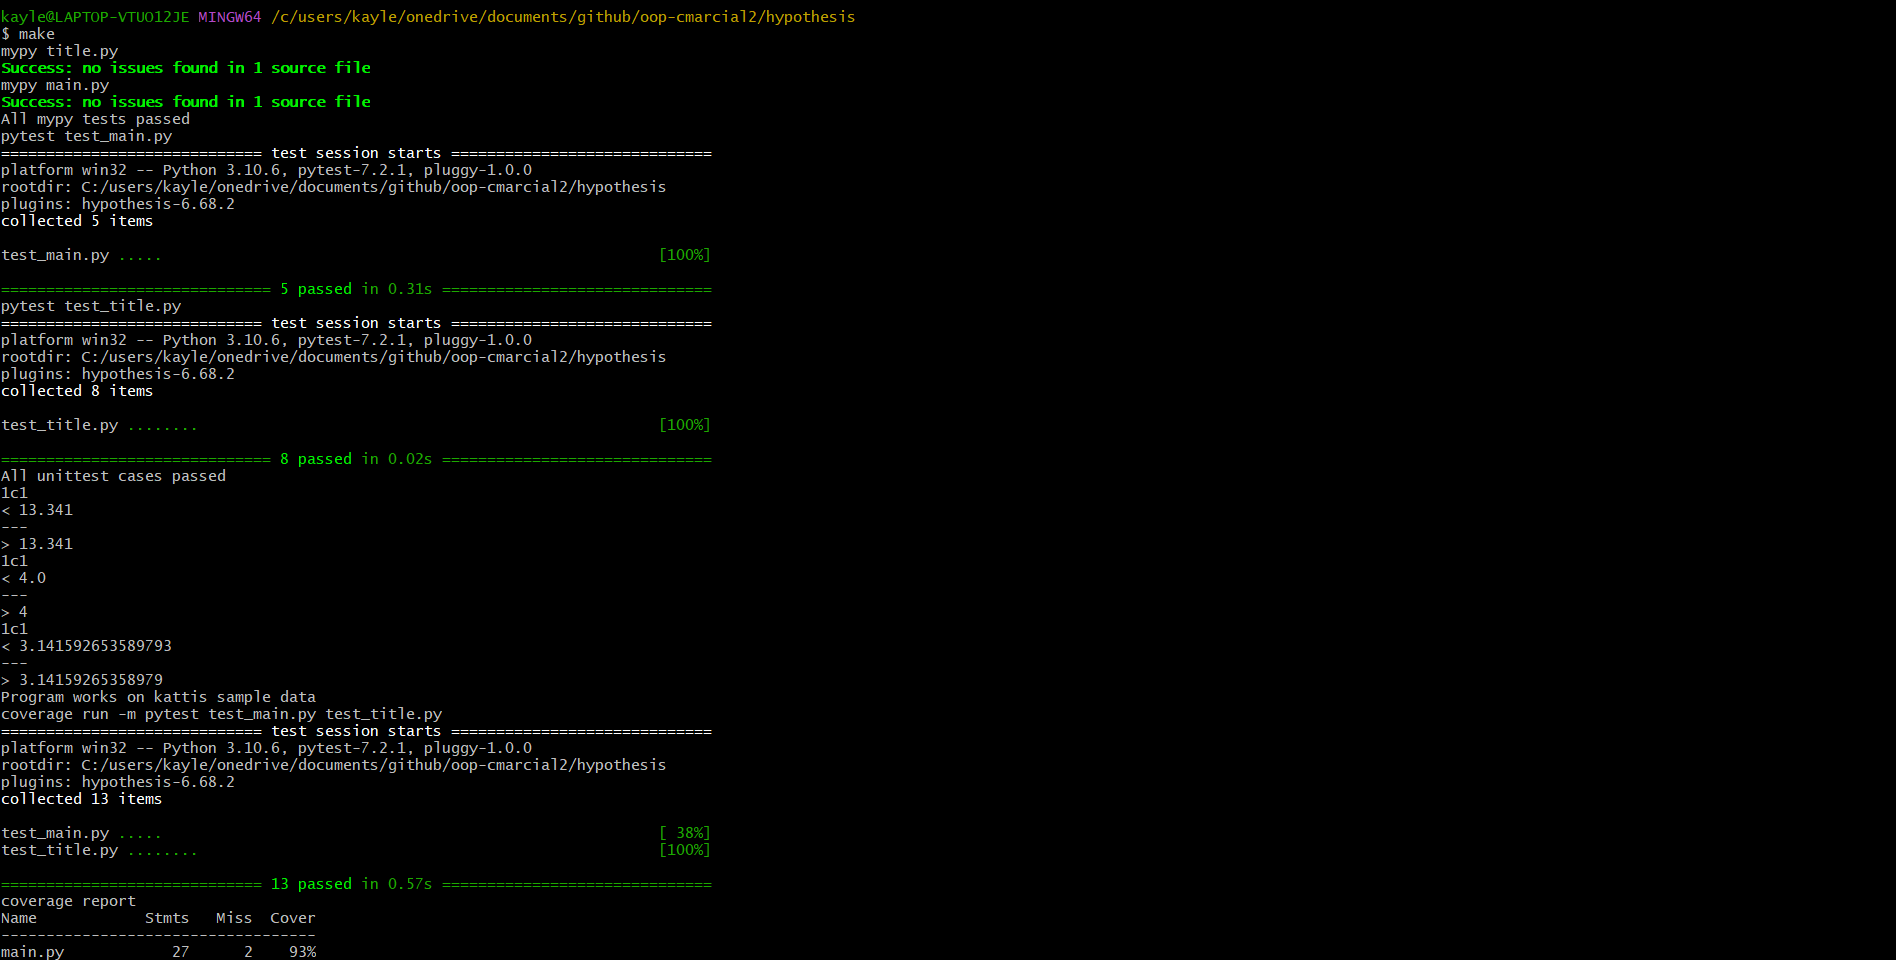 kayle@LAPTOP-VTUO12JE MINGW64 /c/users/kayle/onedrive/documents/github/oop-cmarcial2/hypothesis
$ make
mypy title.py
Success: no issues found in 1 source file
mypy main.py
Success: no issues found in 1 source file
All mypy tests passed
pytest test_main.py
============================= test session starts =============================
platform win32 -- Python 3.10.6, pytest-7.2.1, pluggy-1.0.0
rootdir: C:/users/kayle/onedrive/documents/github/oop-cmarcial2/hypothesis
plugins: hypothesis-6.68.2
collected 5 items

test_main.py .....                                                       [100%]

============================== 5 passed in 0.31s ==============================
pytest test_title.py
============================= test session starts =============================
platform win32 -- Python 3.10.6, pytest-7.2.1, pluggy-1.0.0
rootdir: C:/users/kayle/onedrive/documents/github/oop-cmarcial2/hypothesis
plugins: hypothesis-6.68.2
collected 8 items

test_title.py ........                                                   [100%]

============================== 8 passed in 0.02s ==============================
All unittest cases passed
1c1
< 13.341
---
> 13.341
1c1
< 4.0
---
> 4
1c1
< 3.141592653589793
---
> 3.14159265358979
Program works on kattis sample data
coverage run -m pytest test_main.py test_title.py
============================= test session starts =============================
platform win32 -- Python 3.10.6, pytest-7.2.1, pluggy-1.0.0
rootdir: C:/users/kayle/onedrive/documents/github/oop-cmarcial2/hypothesis
plugins: hypothesis-6.68.2
collected 13 items

test_main.py .....                                                       [ 38%]
test_title.py ........                                                   [100%]

============================= 13 passed in 0.57s ==============================
coverage report
Name            Stmts   Miss  Cover
-----------------------------------
main.py            27      2    93%